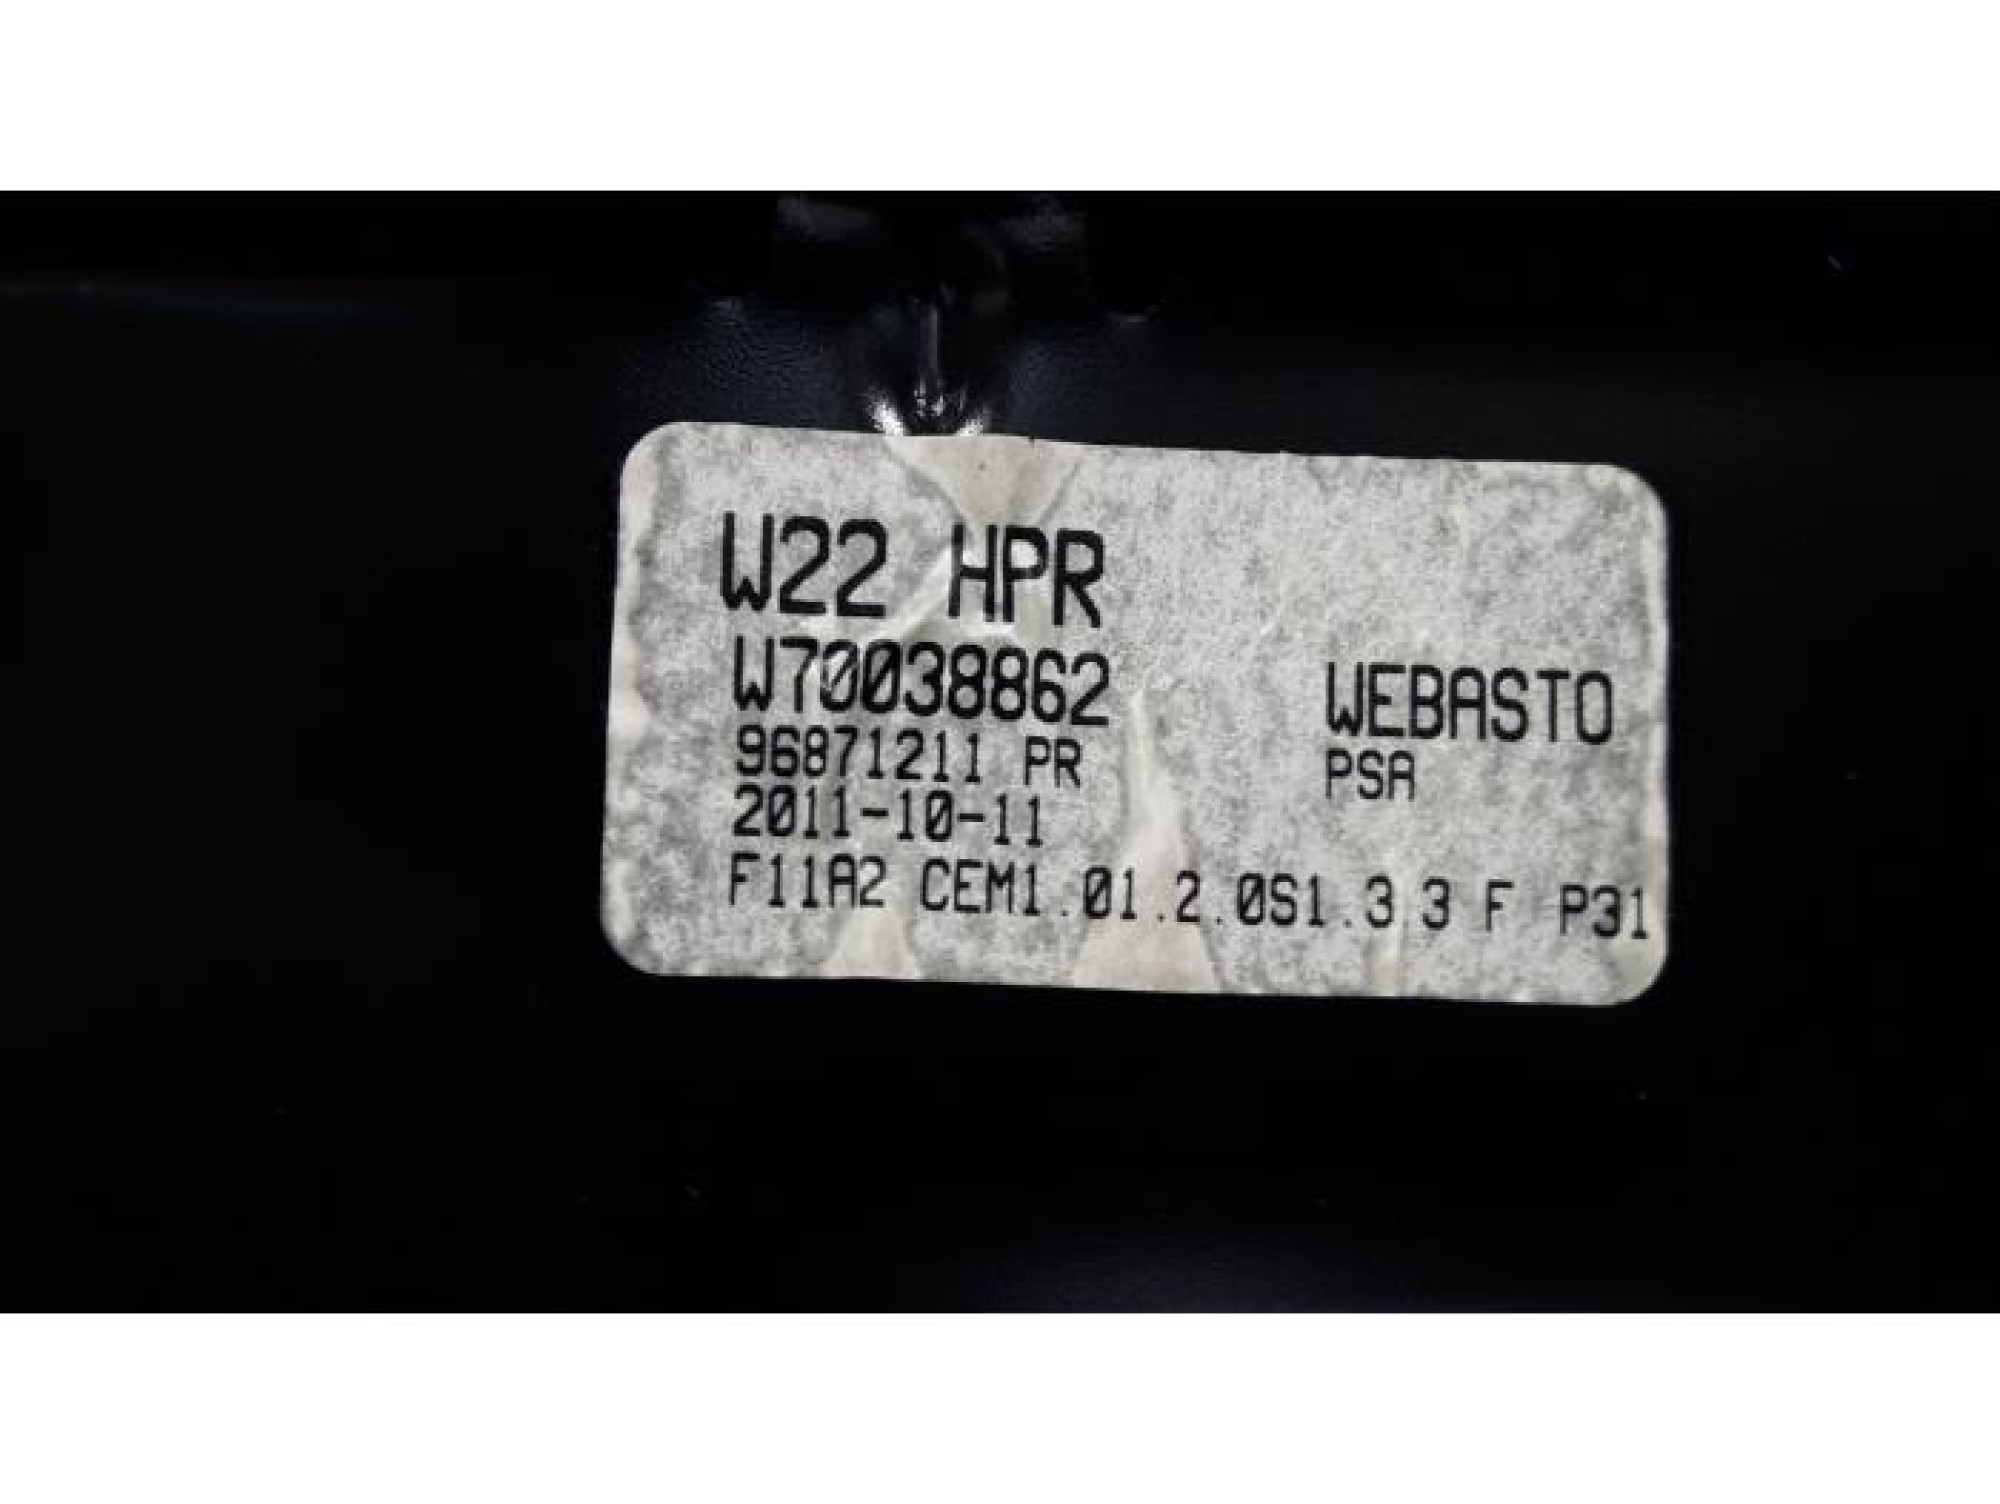 W22 HPR
W70038862
WEBASTO
96871211 PR
PSA
2011-10-11
F11A2 CEM1.01.2.0S1.3.3 F P31